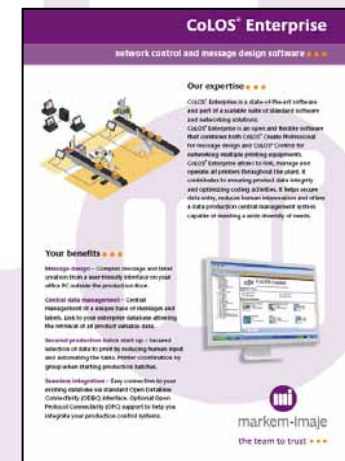 CoLOS® Enterprise
network control and message design software
Our expertise
CoLOS® Enterprise is a state-of-the-art software
and part of a scalable suite of standard software
and networking solutions.
CoLOS® Enterprise is an open and flexible software
that combines both CoLOS® Create Professional
for message design and CoLOS® Control for
networking multiple printing equipments.
CoLOS® Enterprise allows to link, manage and
operate all printers throughout the plant. It
contributes to ensuring product data integrity
and optimizing coding activities. It helps secure
data entry, reduces human intervention and offers
a data production central management system
capable of meeting a wide diversity of needs.
Your benefits
Message design – Complex message and label
creation from a user-friendly interface on your
office PC outside the production floor.
Central data management – Central
Management of a unique base of messages and
labels. Link to your enterprise database allowing
the retrieval of all product variable data.
Secured production batch start up – Secured
selection of data to print by reducing human input
and automating the tasks. Printer coordination by
group when starting production batches.
Seamless integration – Easy connection to your
existing database via standard Open Database
Connectivity (ODBC) interface. Optional Open
Protocol Connectivity (OPC) support to help you
integrate your production control systems.
mi
markem-imaje
the team to trust